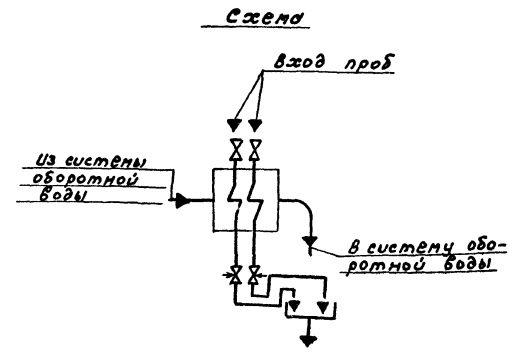 Схема
Вход проб
Из системы
оборотной
воды
В систему обо-
ротной воды